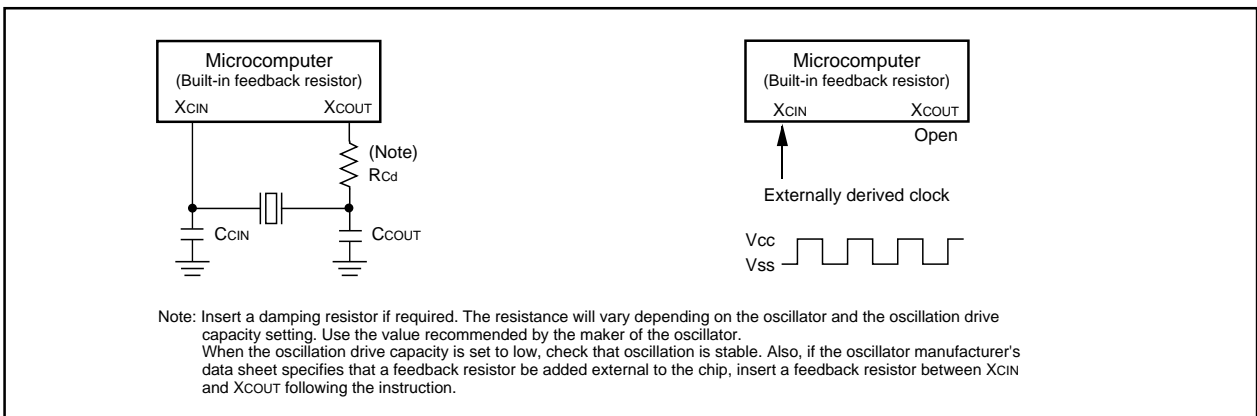 Microcomputer
(Built-in feedback resistor)
XCIN XCOUT
(Note)
RCd
CCIN CCOUT
Microcomputer
(Built-in feedback resistor)
XCIN XCOUT
Open
Externally derived clock
Vcc
Vss
Note: Insert a damping resistor if required. The resistance will vary depending on the oscillator and the oscillation drive
capacity setting. Use the value recommended by the maker of the oscillator.
When the oscillation drive capacity is set to low, check that oscillation is stable. Also, if the oscillator manufacturer's
data sheet specifies that a feedback resistor be added external to the chip, insert a feedback resistor between XCIN
and XCOUT following the instruction.